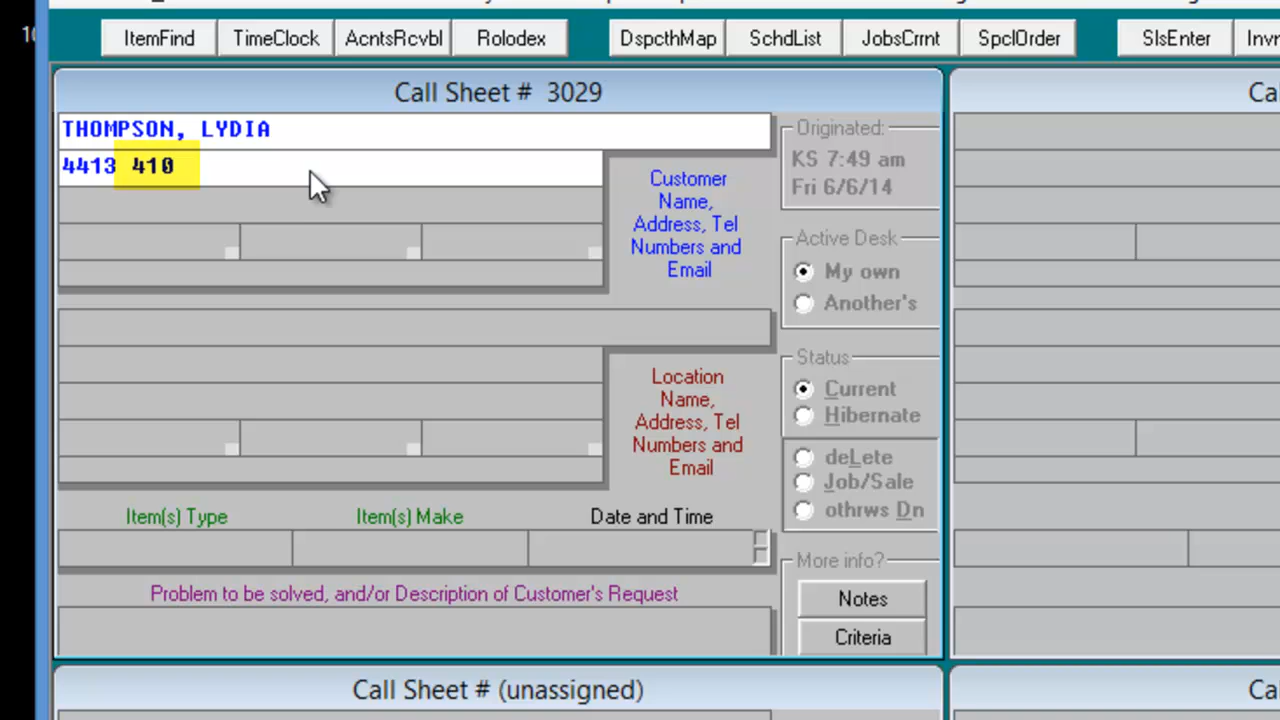 ItemFind TimeClock AcntsRcvbl Rolodex DspcthMap SchdList JobsCrrnt SpclOrder SlsEnter
Call Sheet # 3029
THOMPSON, LYDIA
4413 410
Customer
Name,
Address, Tel
Numbers and
Email
Originated:
KS 7:49 am
Fri 6/6/14
Active Desk
My own
Another's
Location
Name,
Address, Tel
Numbers and
Email
Status
Current
Hibernate
deLete
Job/Sale
othrws Dn
Item(s) Type Item(s) Make Date and Time
Problem to be solved, and/or Description of Customer's Request
More info?
Notes
Criteria
Call Sheet # (unassigned)